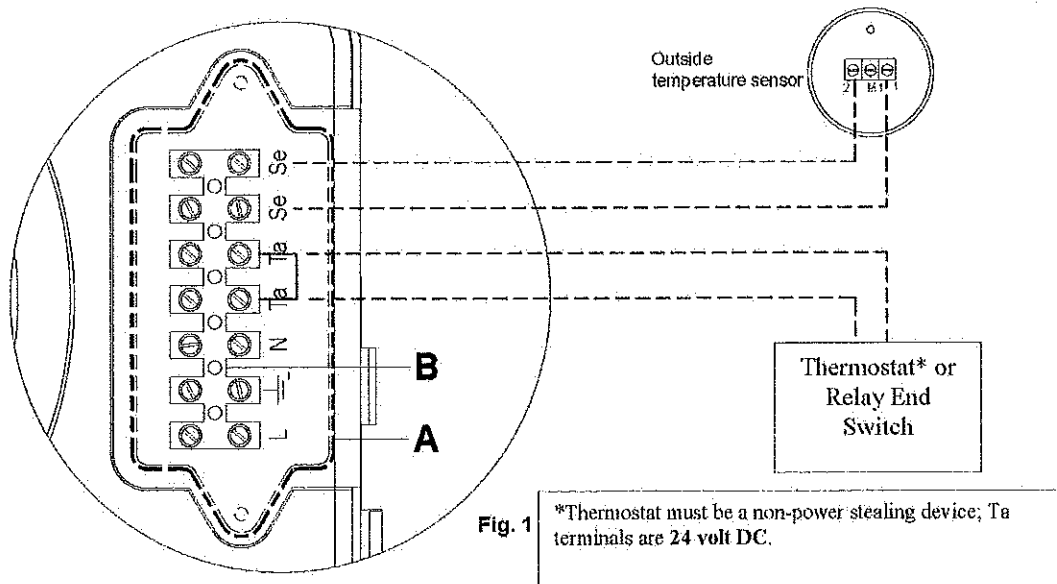 Outside
temperature sensor
2 M1 1
Se
Se
Ta
Ta
N
L
B
A
Thermostat* or
Relay End
Switch
Fig. 1
*Thermostat must be a non-power stealing device; Ta
terminals are 24 volt DC.